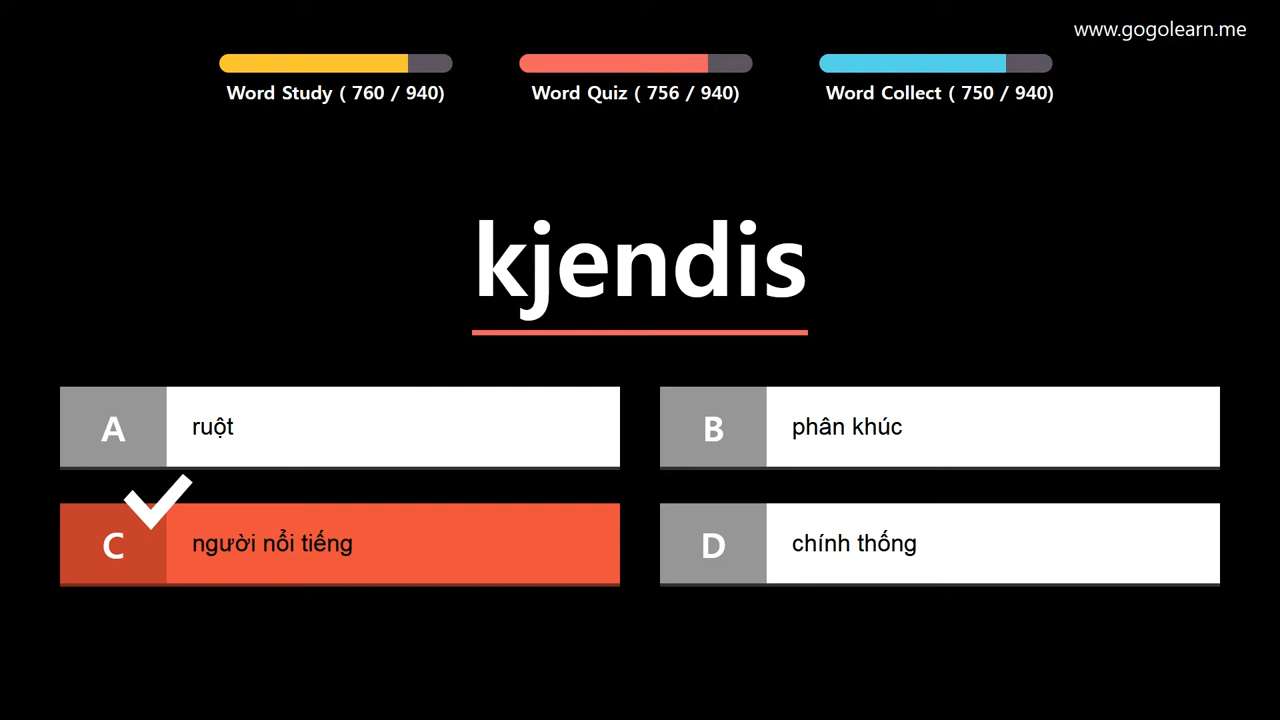 www.gogolearn.me
Word Study ( 760 / 940)
Word Quiz ( 756 / 940)
Word Collect ( 750 / 940)
kjendis
A ruột
B phân khúc
C người nổi tiếng
D chính thống